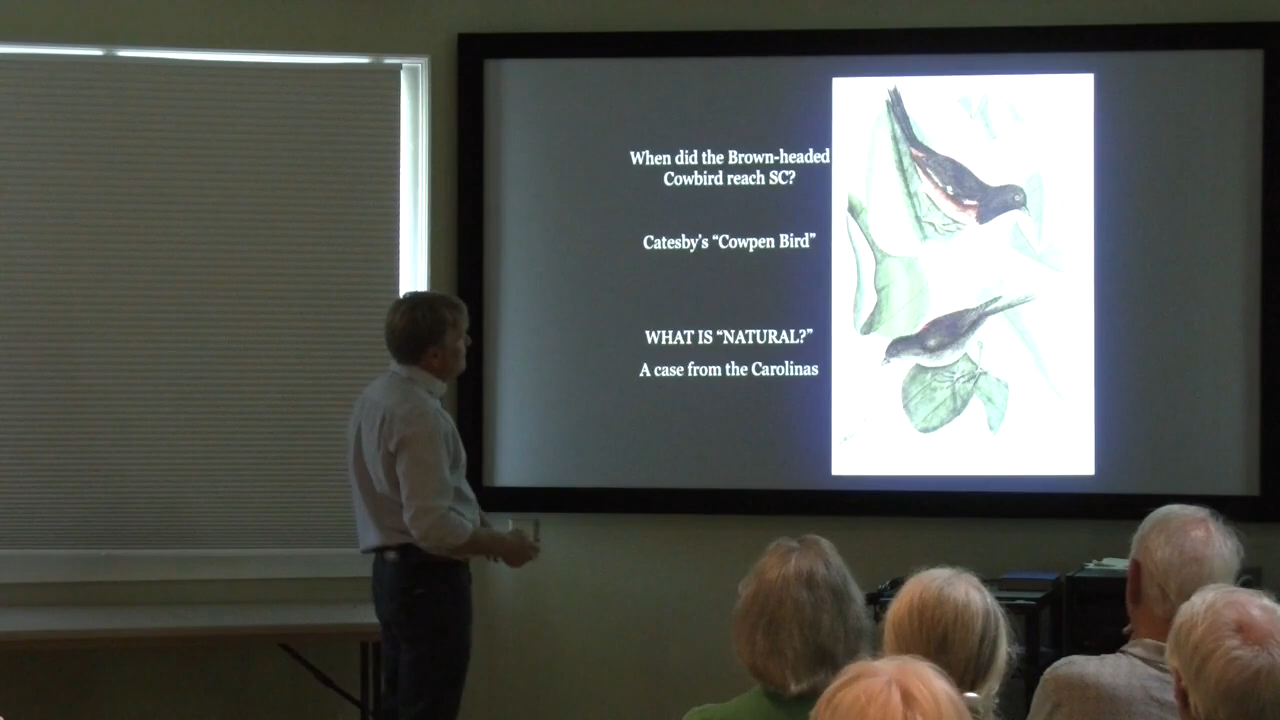 When did the Brown-headed
Cowbird reach SC?
Catesby's “Cowpen Bird”
WHAT IS “NATURAL?”
A case from the Carolinas